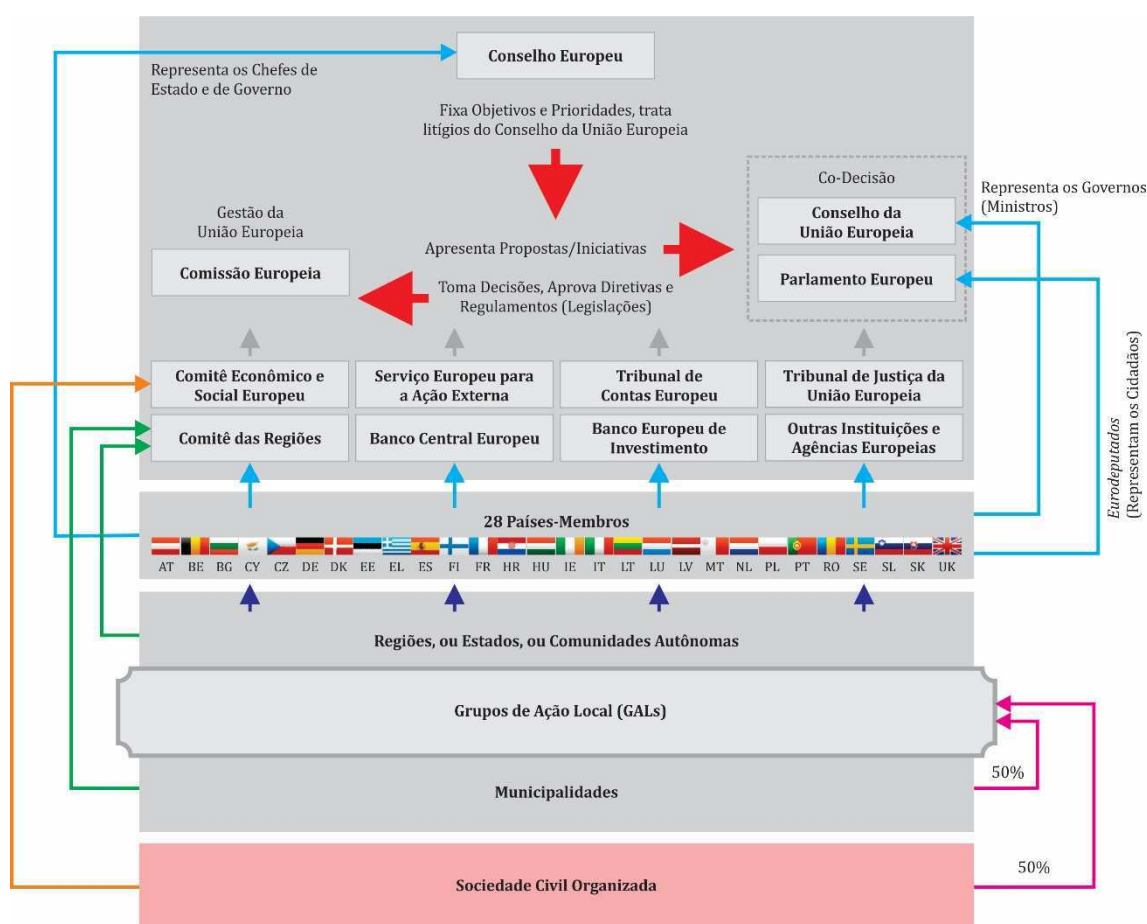 Conselho Europeu
Representa os Chefes de
Estado e de Governo
Fixa Objetivos e Prioridades, trata
litígios do Conselho da União Europeia
Co-Decisão
Representa os Governos
(Ministros)
Gestão da
União Europeia
Conselho da
União Europeia
Comissão Europeia
Apresenta Propostas/Iniciativas
Parlamento Europeu
Toma Decisões, Aprova Diretivas e
Regulamentos (Legislações)
Eurodeputados
(Representam os Cidadãos)
Comitê Econômico e
Social Europeu
Serviço Europeu para
a Ação Externa
Tribunal de
Contas Europeu
Tribunal de Justiça da
União Europeia
Comitê das Regiões
Banco Central Europeu
Banco Europeu de
Investimento
Outras Instituições e
Agências Europeias
28 Países-Membros
AT BE BG CY CZ DE DK EE EL ES FI FR HR HU IE IT LT LU LV MT NL PL PT RO SE SL SK UK
Regiões, ou Estados, ou Comunidades Autônomas
Grupos de Ação Local (GALs)
50%
Municipalidades
50%
Sociedade Civil Organizada